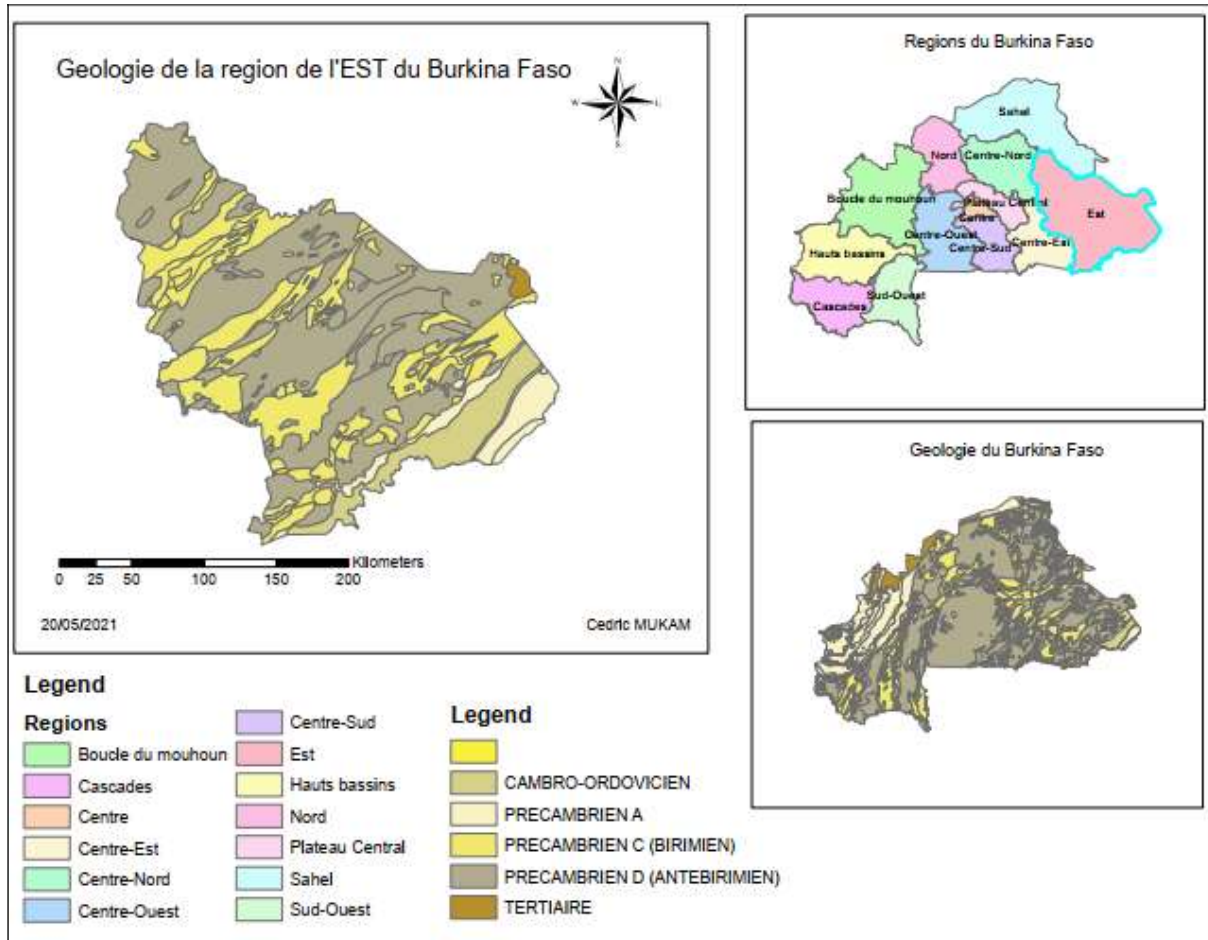 Geologie de la region de l'EST du Burkina Faso
N
W
E
S
Kilometers
0 25 50 100 150 200
20/05/2021
Cedric MUKAM
Regions du Burkina Faso
Sahel
Nord
Centre-Nord
Boucle du mouhoun
Plateau Central
Est
Centre
Centre-Ouest
Centre-Est
Centre-Sud
Hauts bassins
Sud-Ouest
Cascades
Geologie du Burkina Faso
Legend
Regions
Boucle du mouhoun
Cascades
Centre
Centre-Est
Centre-Nord
Centre-Ouest
Centre-Sud
Est
Hauts bassins
Nord
Plateau Central
Sahel
Sud-Ouest
Legend
CAMBRO-ORDOVICIEN
PRECAMBRIEN A
PRECAMBRIEN C (BIRIMIEN)
PRECAMBRIEN D (ANTEBIRIMIEN)
TERTIAIRE